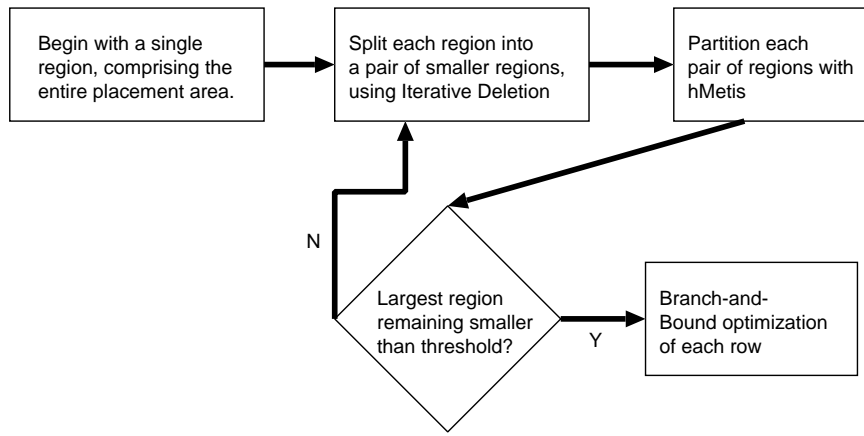 Begin with a single
region, comprising the
entire placement area.
Split each region into
a pair of smaller regions,
using Iterative Deletion
Partition each
pair of regions with
hMetis
N
Largest region
remaining smaller
than threshold?
Y
Branch-and-
Bound optimization
of each row